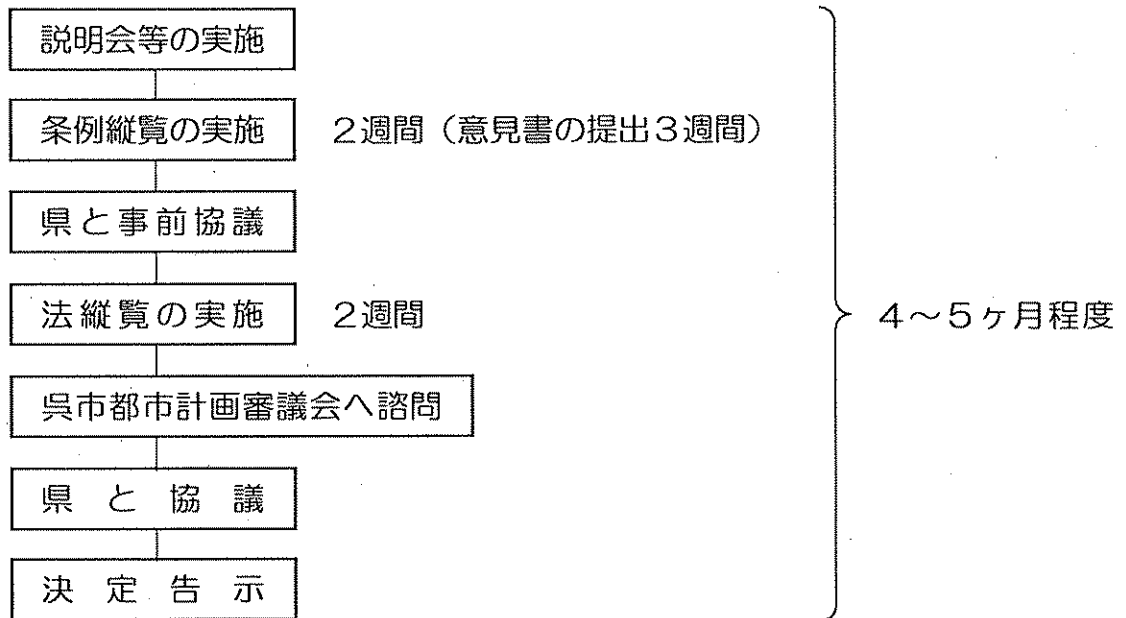 説明会等の実施
条例縦覧の実施 2週間（意見書の提出3週間）
県と事前協議
法縦覧の実施 2週間
4～5ヶ月程度
呉市都市計画審議会へ諮問
県と協議
決定告示